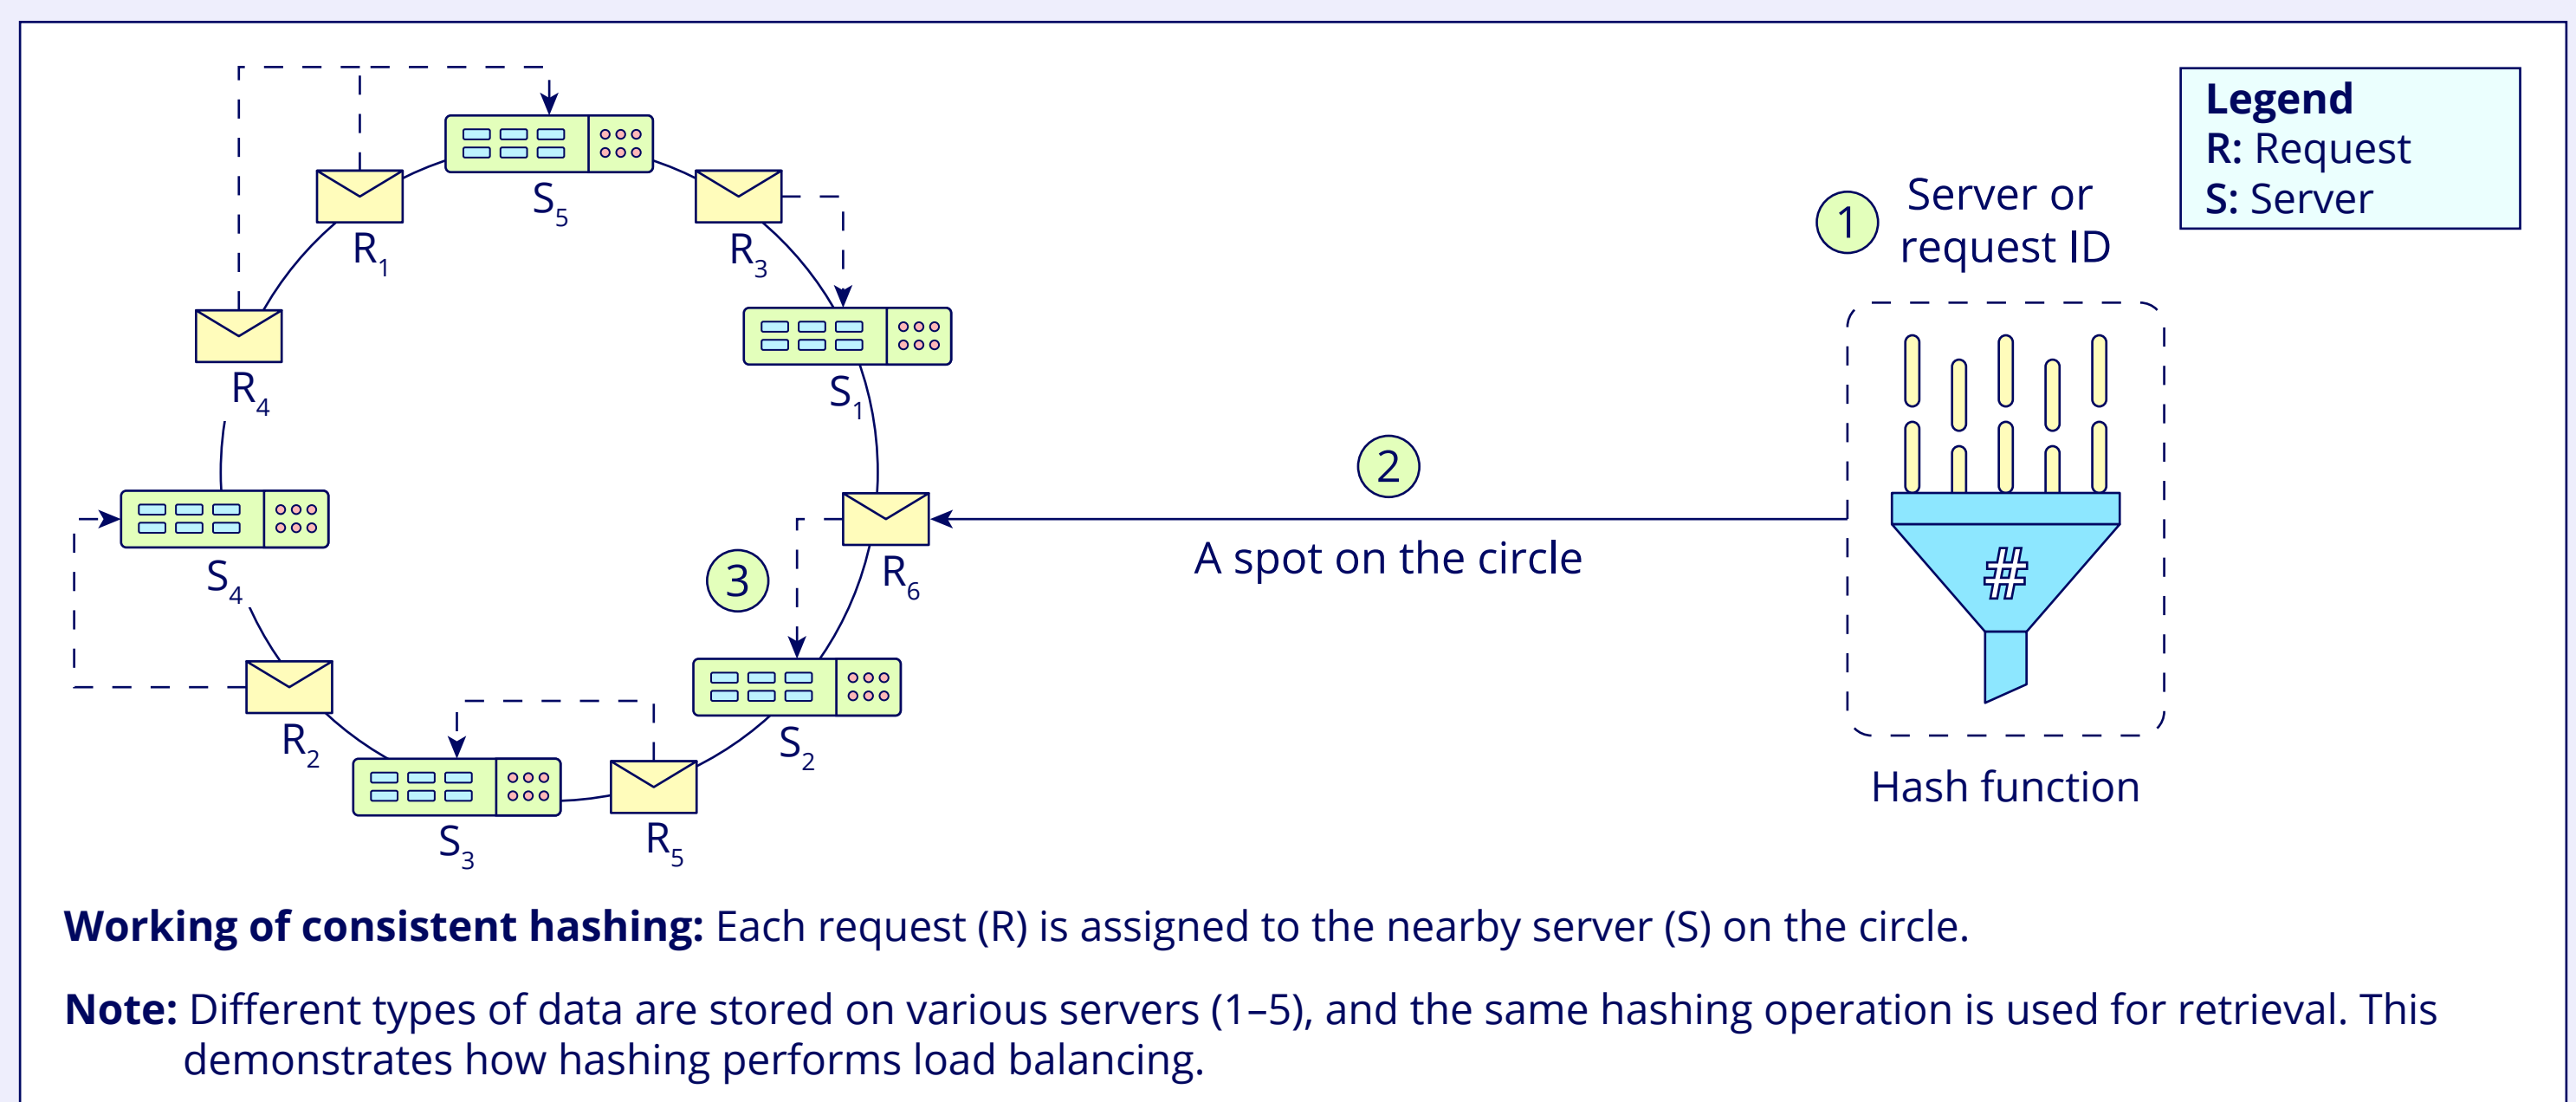 Legend
R: Request
S: Server
1
Server or
request ID
S5
R1
R3
R4
S1
2
A spot on the circle
#
S4
3
R6
R2
S2
S3
R5
Hash function
Working of consistent hashing: Each request (R) is assigned to the nearby server (S) on the circle.
Note: Different types of data are stored on various servers (1–5), and the same hashing operation is used for retrieval. This
demonstrates how hashing performs load balancing.